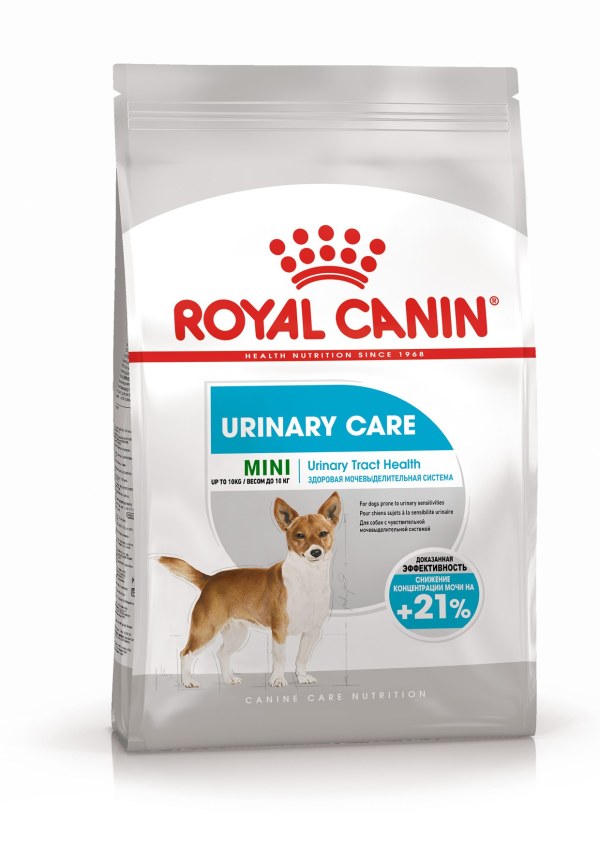 ROYAL CANIN®
HEALTH NUTRITION SINCE 1968
URINARY CARE
MINI
UP TO 10KG / ВЕСОМ ДО 10 КГ
Urinary Tract Health
ЗДОРОВАЯ МОЧЕВЫДЕЛИТЕЛЬНАЯ СИСТЕМА
For dogs prone to urinary sensitivities
Pour chiens sujets à la sensibilité urinaire
Для собак с чувствительной
мочевыделительной системой
ДОКАЗАННАЯ
ЭФФЕКТИВНОСТЬ
СНИЖЕНИЕ
КОНЦЕНТРАЦИИ МОЧИ НА
+21%
CANINE CARE NUTRITION